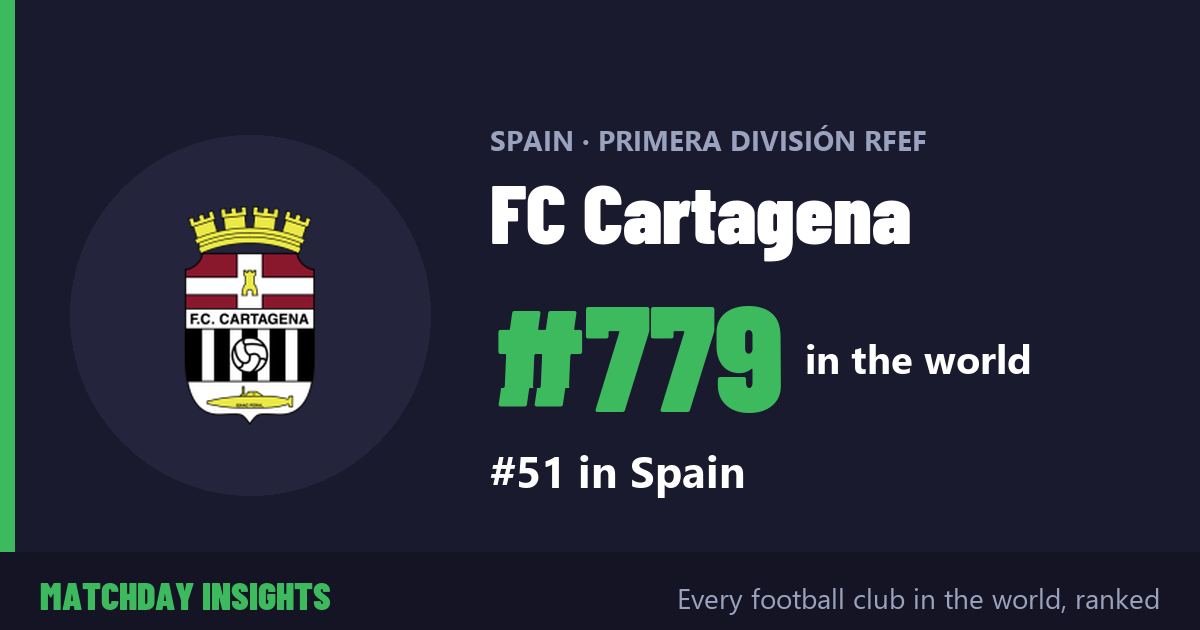 SPAIN · PRIMERA DIVISIÓN RFEF
FC Cartagena
F.C. CARTAGENA
#779 in the world
#51 in Spain
MATCHDAY INSIGHTS
Every football club in the world, ranked